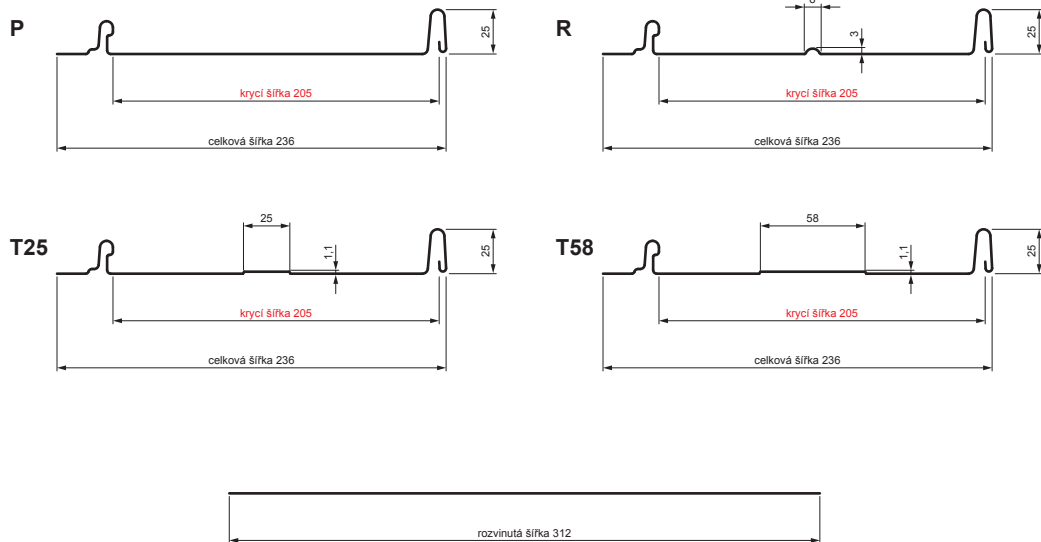 P
25
krycí šířka 205
celková šířka 236
R
3
25
krycí šířka 205
celková šířka 236
T25
25
1,1
25
krycí šířka 205
celková šířka 236
T58
58
1,1
25
krycí šířka 205
celková šířka 236
rozvinutá šířka 312